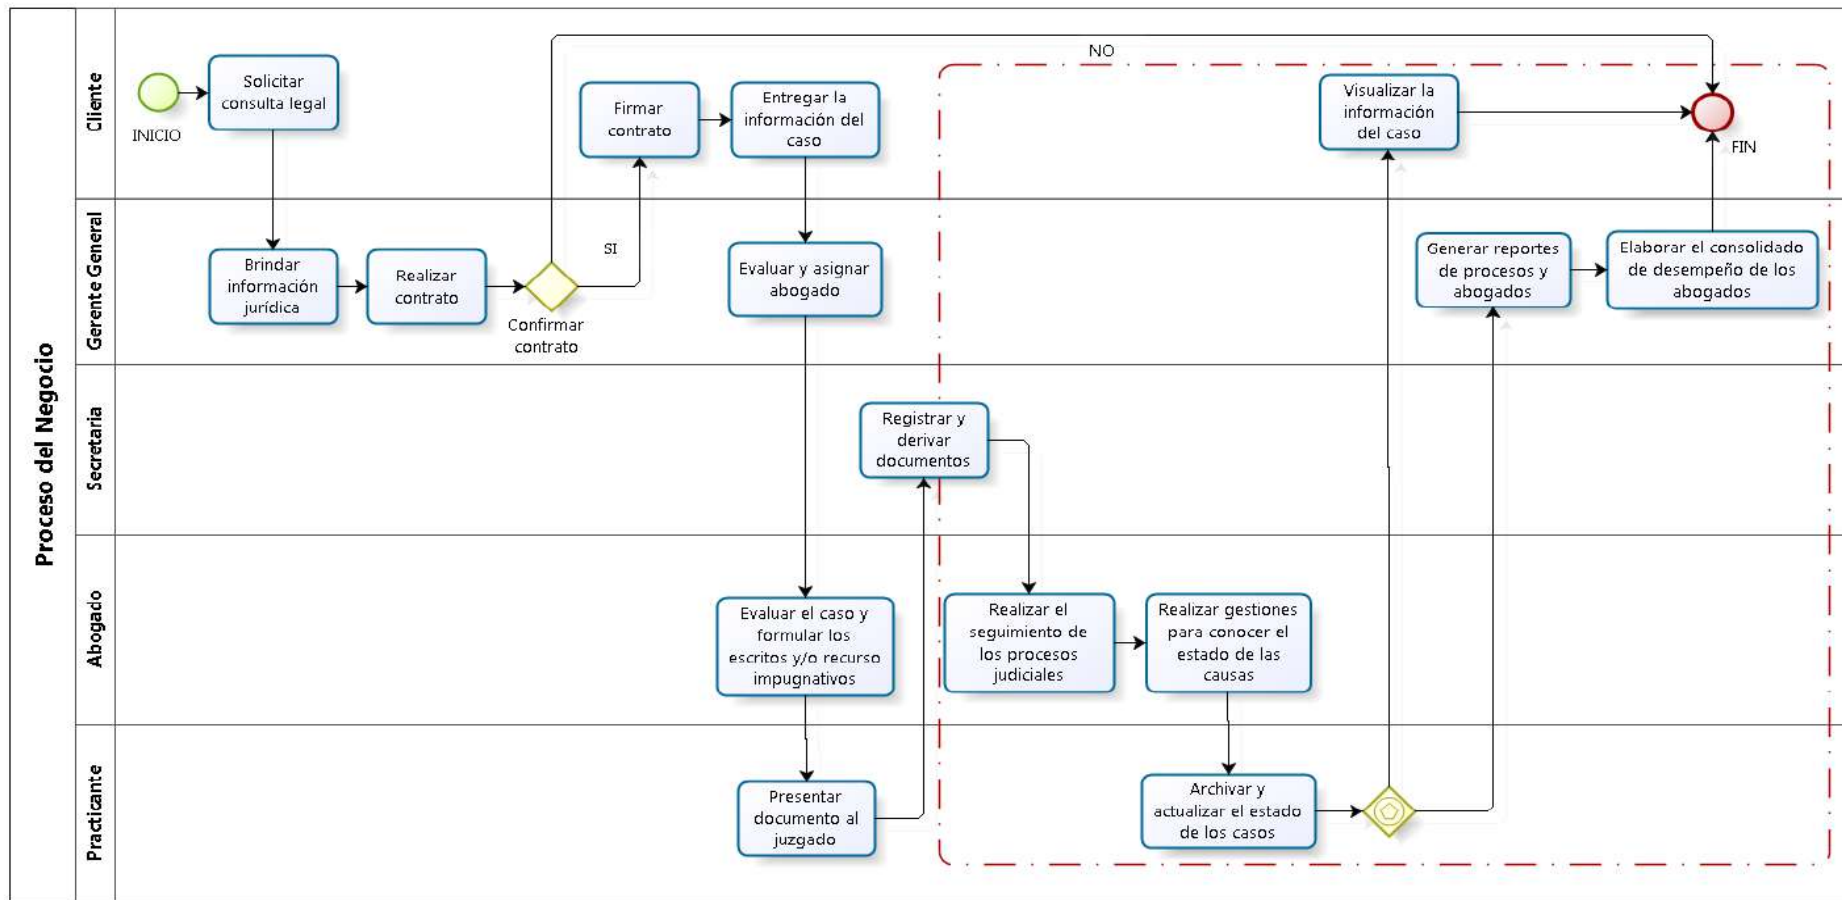 Proceso del Negocio
Cliente
INICIO
Solicitar
consulta legal
Firmar
contrato
Entregar la
información del
caso
NO
Visualizar la
información
del caso
FIN
Gerente General
Brindar
información
jurídica
Realizar
contrato
Confirmar
contrato
SI
Evaluar y asignar
abogado
Generar reportes
de procesos y
abogados
Elaborar el consolidado
de desempeño de los
abogados
Secretaria
Registrar y
derivar
documentos
Abogado
Evaluar el caso y
formular los
escritos y/o recurso
impugnativos
Realizar el
seguimiento de
los procesos
judiciales
Realizar gestiones
para conocer el
estado de las
causas
Practicante
Presentar
documento al
juzgado
Archivar y
actualizar el estado
de los casos